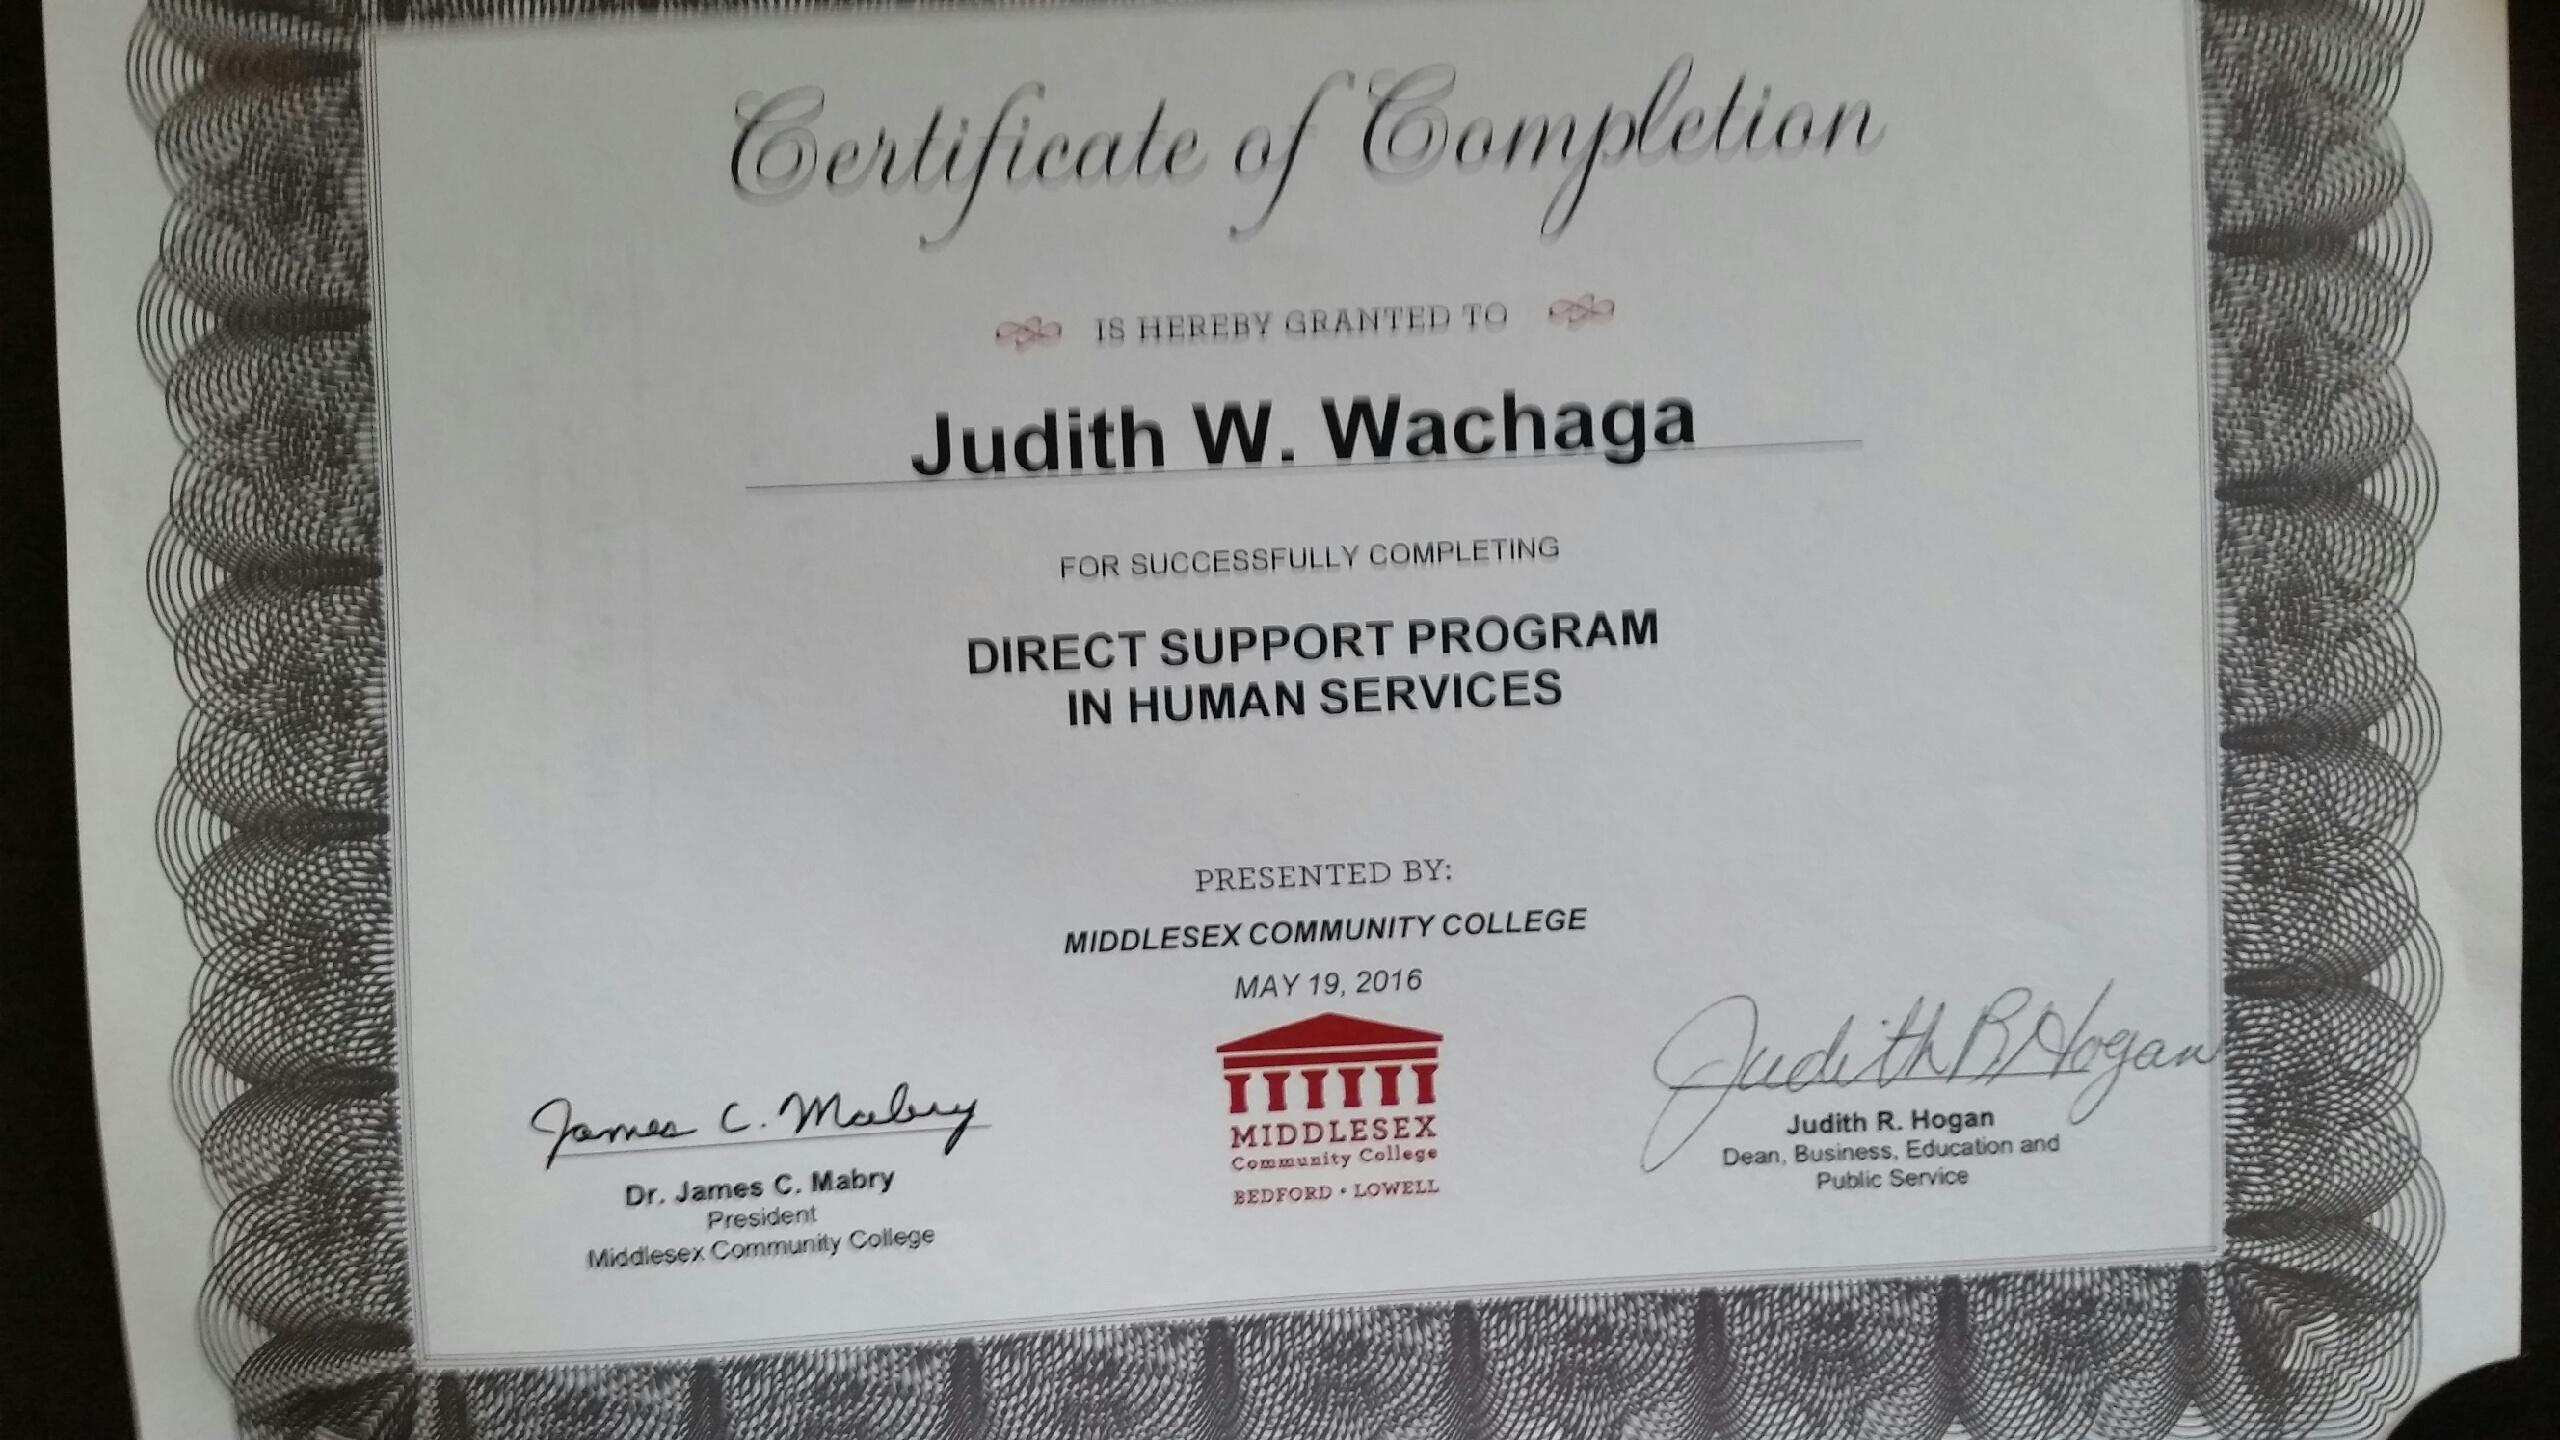 Certificate of Completion
IS HEREBY GRANTED TO
Judith W. Wachaga
FOR SUCCESSFULLY COMPLETING
DIRECT SUPPORT PROGRAM
IN HUMAN SERVICES
PRESENTED BY:
MIDDLESEX COMMUNITY COLLEGE
MAY 19, 2016
James C. Mabry
Dr. James C. Mabry
President
Middlesex Community College
MIDDLESEX
Community College
BEDFORD • LOWELL
Judith R Hogan
Judith R. Hogan
Dean, Business, Education and
Public Service